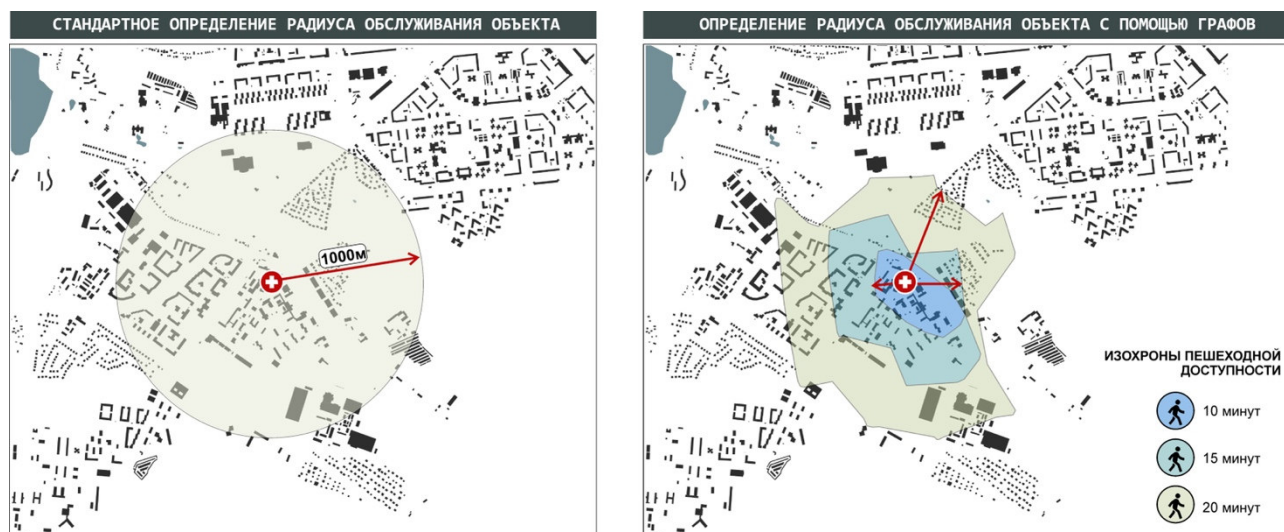 СТАНДАРТНОЕ ОПРЕДЕЛЕНИЕ РАДИУСА ОБСЛУЖИВАНИЯ ОБЪЕКТА
1000м
ОПРЕДЕЛЕНИЕ РАДИУСА ОБСЛУЖИВАНИЯ ОБЪЕКТА С ПОМОЩЬЮ ГРАФОВ
ИЗОХРОНЫ ПЕШЕХОДНОЙ
ДОСТУПНОСТИ
10 минут
15 минут
20 минут